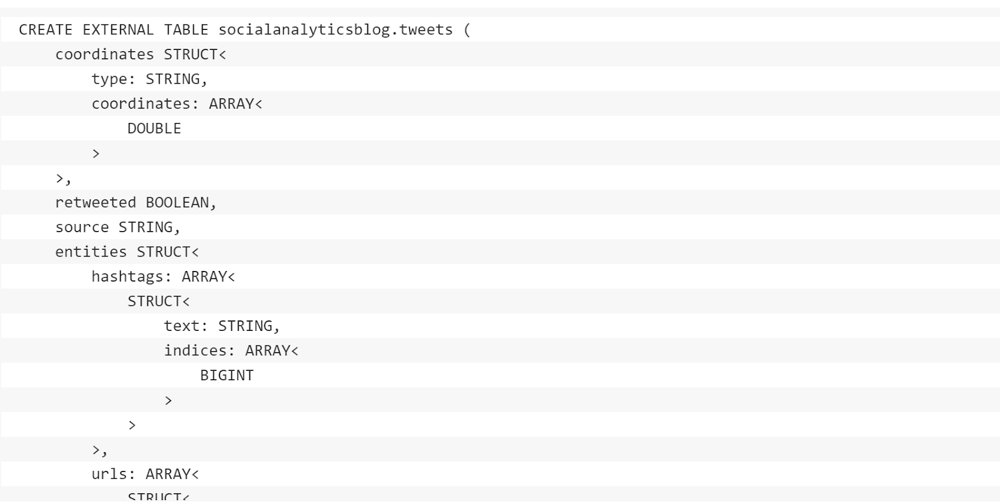 CREATE EXTERNAL TABLE socialanalyticsblog.tweets (
    coordinates STRUCT<
        type: STRING,
        coordinates: ARRAY<
            DOUBLE
        >
    >,
    retweeted BOOLEAN,
    source STRING,
    entities STRUCT<
        hashtags: ARRAY<
            STRUCT<
                text: STRING,
                indices: ARRAY<
                    BIGINT
                >
            >
        >,
        urls: ARRAY<
            STRUCT<